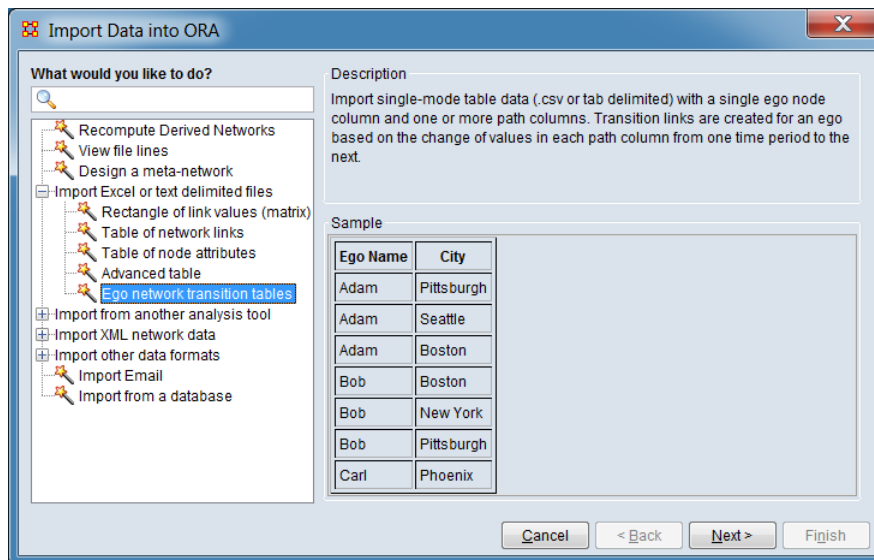 Import Data into ORA
X
What would you like to do?
Recompute Derived Networks
View file lines
Design a meta-network
Import Excel or text delimited files
Rectangle of link values (matrix)
Table of network links
Table of node attributes
Advanced table
Ego network transition tables
Import from another analysis tool
Import XML network data
Import other data formats
Import Email
Import from a database
Description
Import single-mode table data (.csv or tab delimited) with a single ego node
column and one or more path columns. Transition links are created for an ego
based on the change of values in each path column from one time period to the
next.
Sample
Ego Name City
Adam Pittsburgh
Adam Seattle
Adam Boston
Bob Boston
Bob New York
Bob Pittsburgh
Carl Phoenix
Cancel < Back Next > Finish